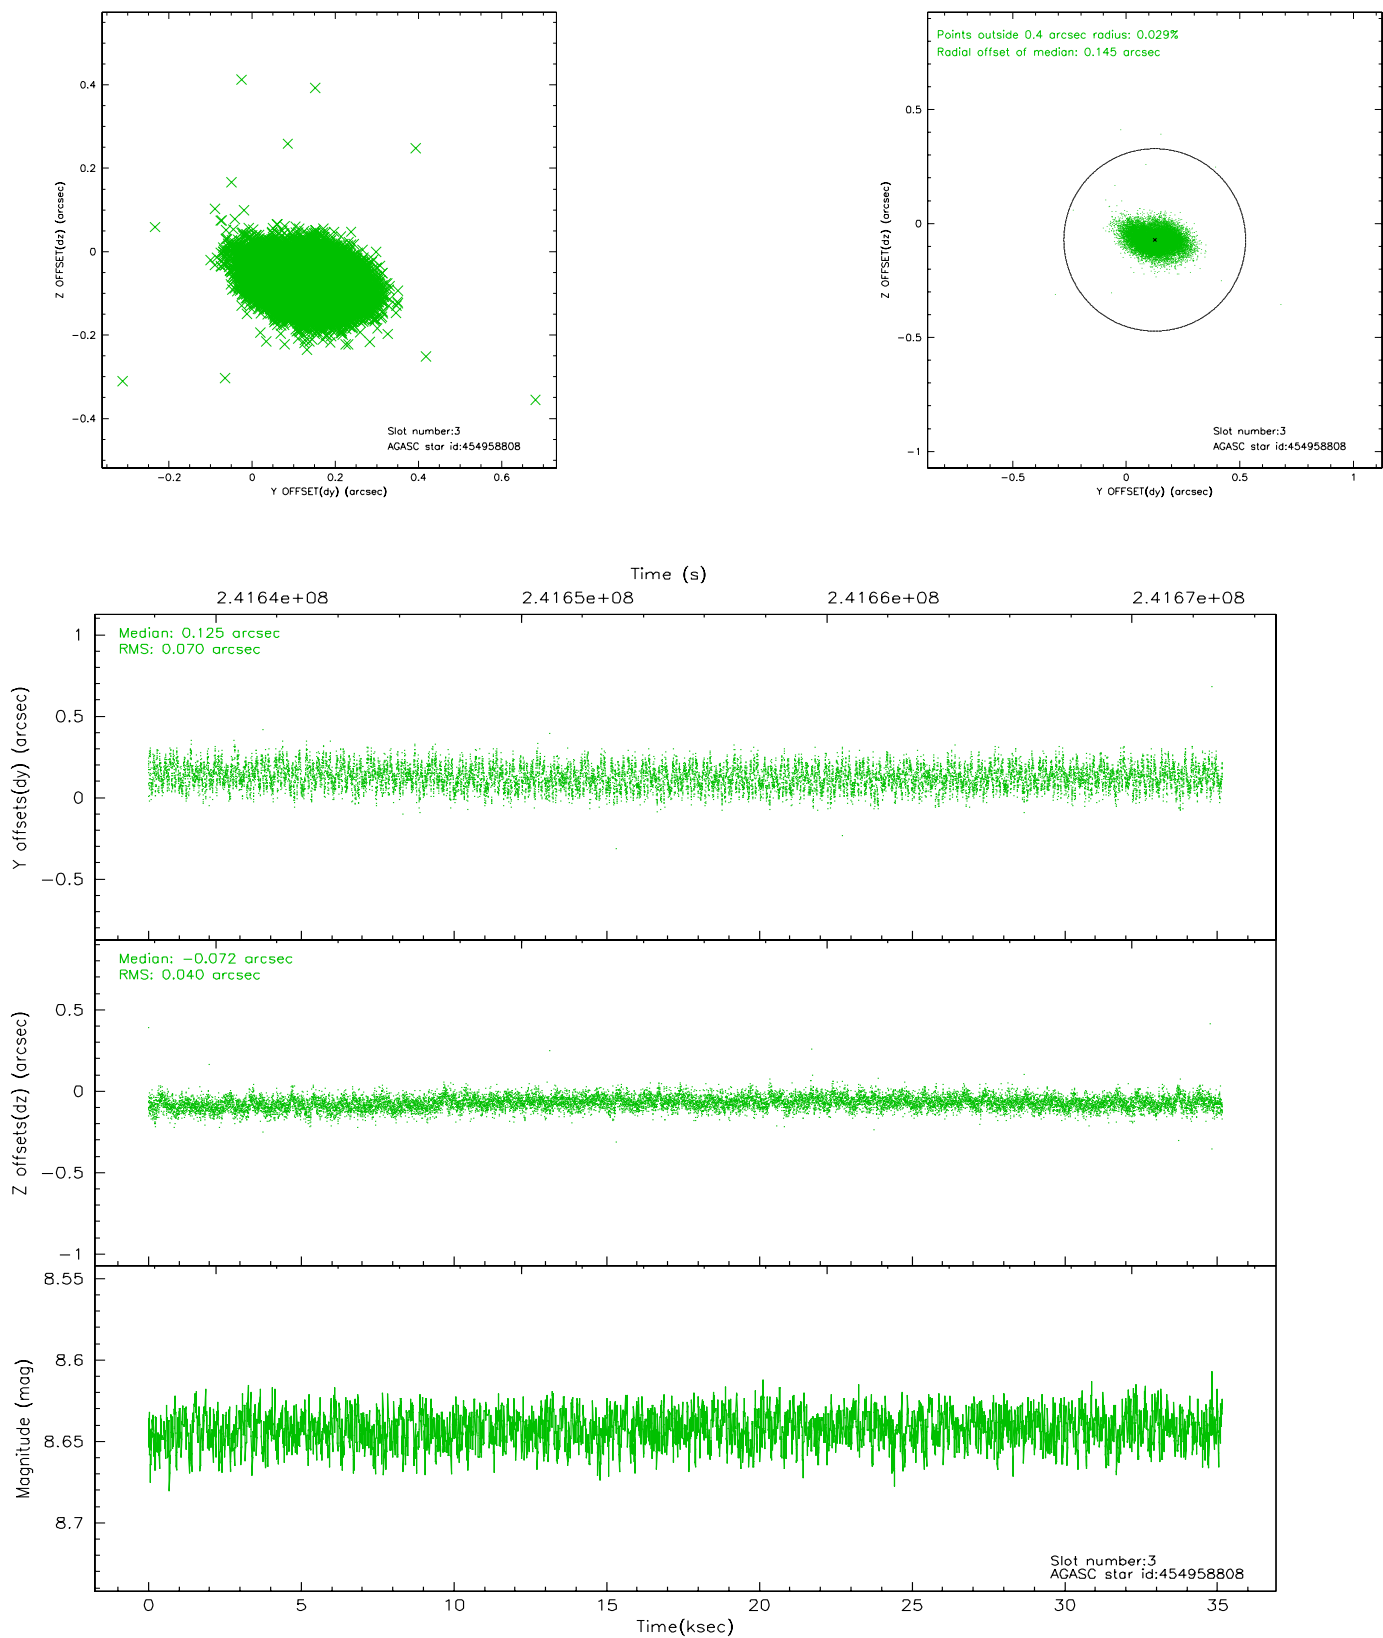 0.4
0.2
0
-0.2
-0.4
Z OFFSET(dz) (arcsec)
Slot number:3
AGASC star id:454958808
-0.2 0 0.2 0.4 0.6
Y OFFSET(dy) (arcsec)
Points outside 0.4 arcsec radius: 0.029%
Radial offset of median: 0.145 arcsec
0.5
0
-0.5
-1
Z OFFSET(dz) (arcsec)
Slot number:3
AGASC star id:454958808
-0.5 0 0.5 1
Y OFFSET(dy) (arcsec)
Time (s)
2.4164e+08 2.4165e+08 2.4166e+08 2.4167e+08
Median: 0.125 arcsec
RMS: 0.070 arcsec
1
0.5
0
-0.5
Y offsets(dy) (arcsec)
Median: -0.072 arcsec
RMS: 0.040 arcsec
0.5
0
-0.5
-1
Z offsets(dz) (arcsec)
8.55
8.6
8.65
8.7
Magnitude (mag)
Slot number:3
AGASC star id:454958808
0 5 10 15 20 25 30 35
Time(ksec)